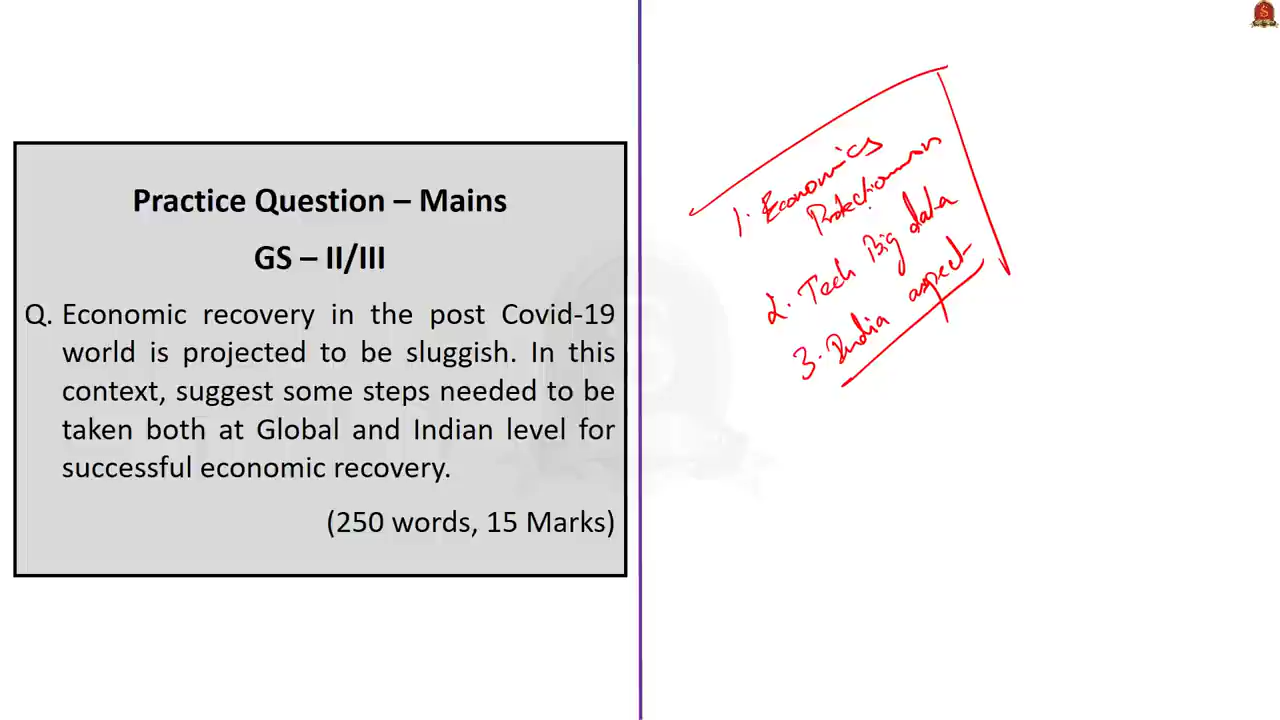 Practice Question – Mains
GS – II/III
Q. Economic recovery in the post Covid-19
world is projected to be sluggish. In this
context, suggest some steps needed to be
taken both at Global and Indian level for
successful economic recovery.
(250 words, 15 Marks)
1. Economics
Protectionism
2. Tech Big data
3. India aspect